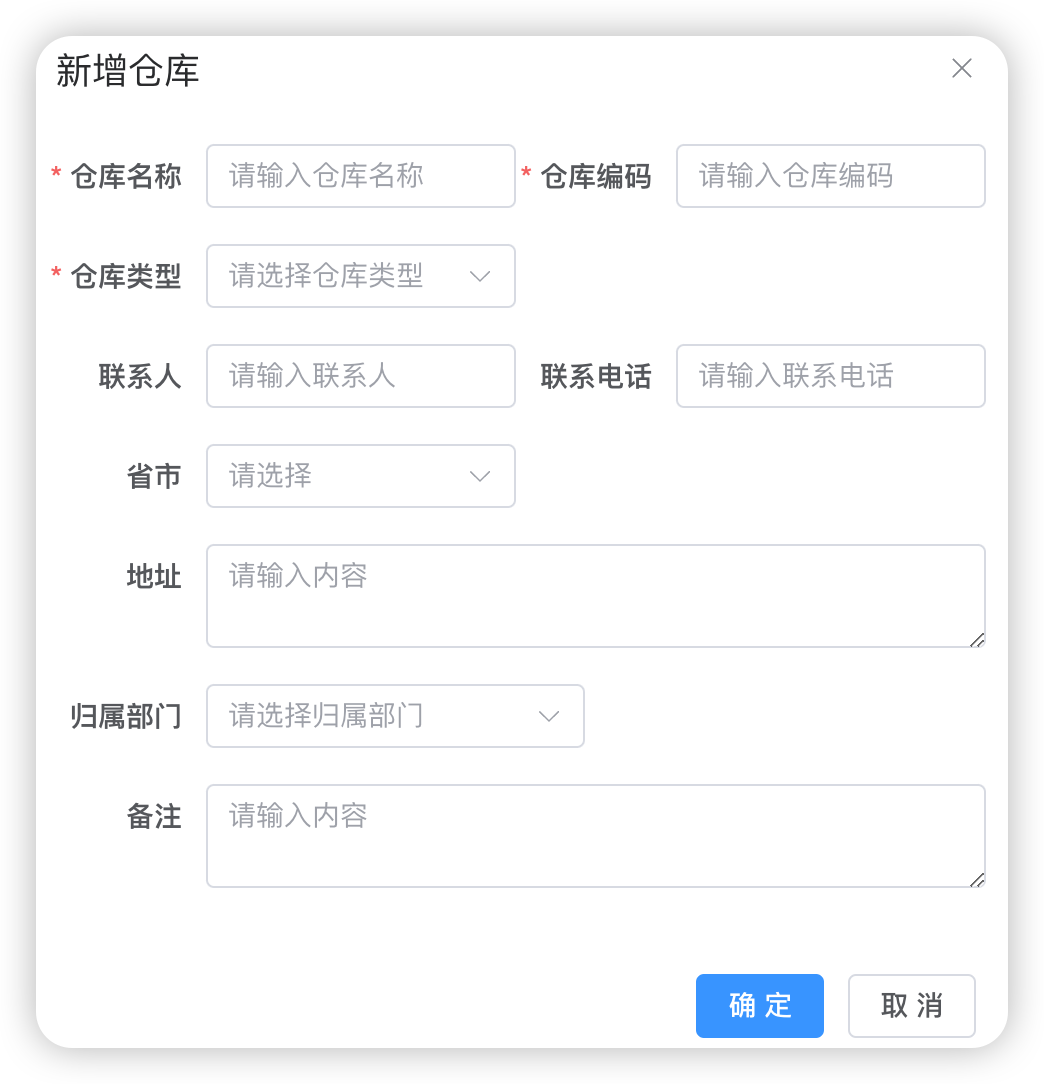 新增仓库
* 仓库名称 请输入仓库名称 * 仓库编码 请输入仓库编码
* 仓库类型 请选择仓库类型
联系人 请输入联系人 联系电话 请输入联系电话
省市 请选择
地址 请输入内容
归属部门 请选择归属部门
备注 请输入内容
确 定 取 消